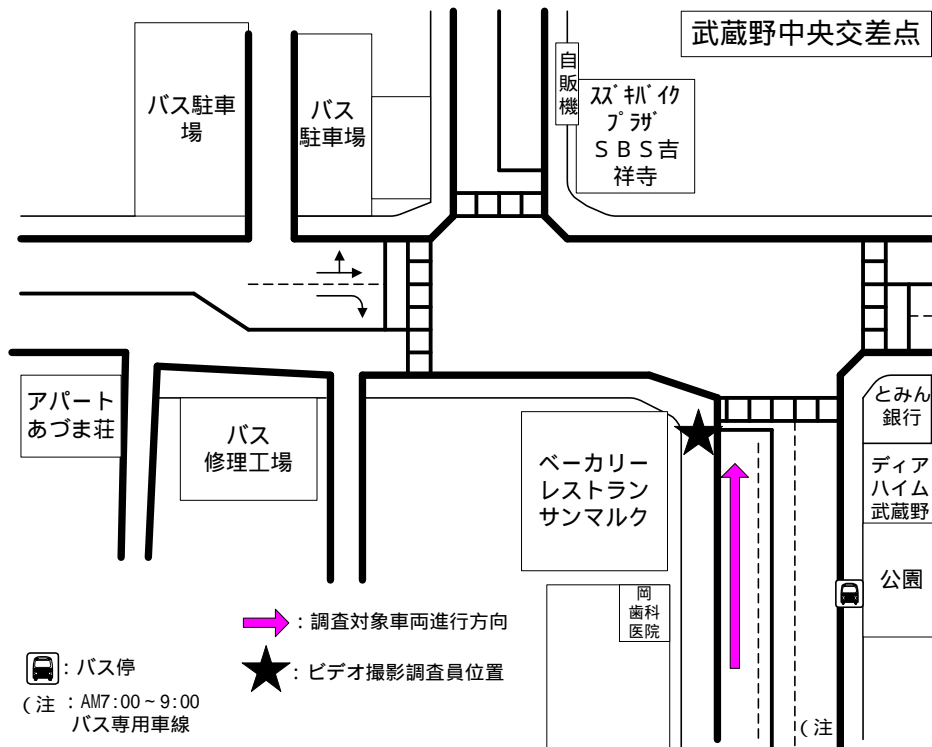 武蔵野中央交差点
自
販
機
バス駐車
場
バス
駐車場
ｽｽﾞｷﾊﾞｲｸ
ﾌﾟﾗｻﾞ
ＳＢＳ吉
祥寺
アパート
あづま荘
バス
修理工場
ベーカリー
レストラン
サンマルク
とみん
銀行
ディア
ハイム
武蔵野
公園
岡
歯科
医院
：調査対象車両進行方向
：バス停
：ビデオ撮影調査員位置
（注 ：AM7:00～9:00
バス専用車線
（注